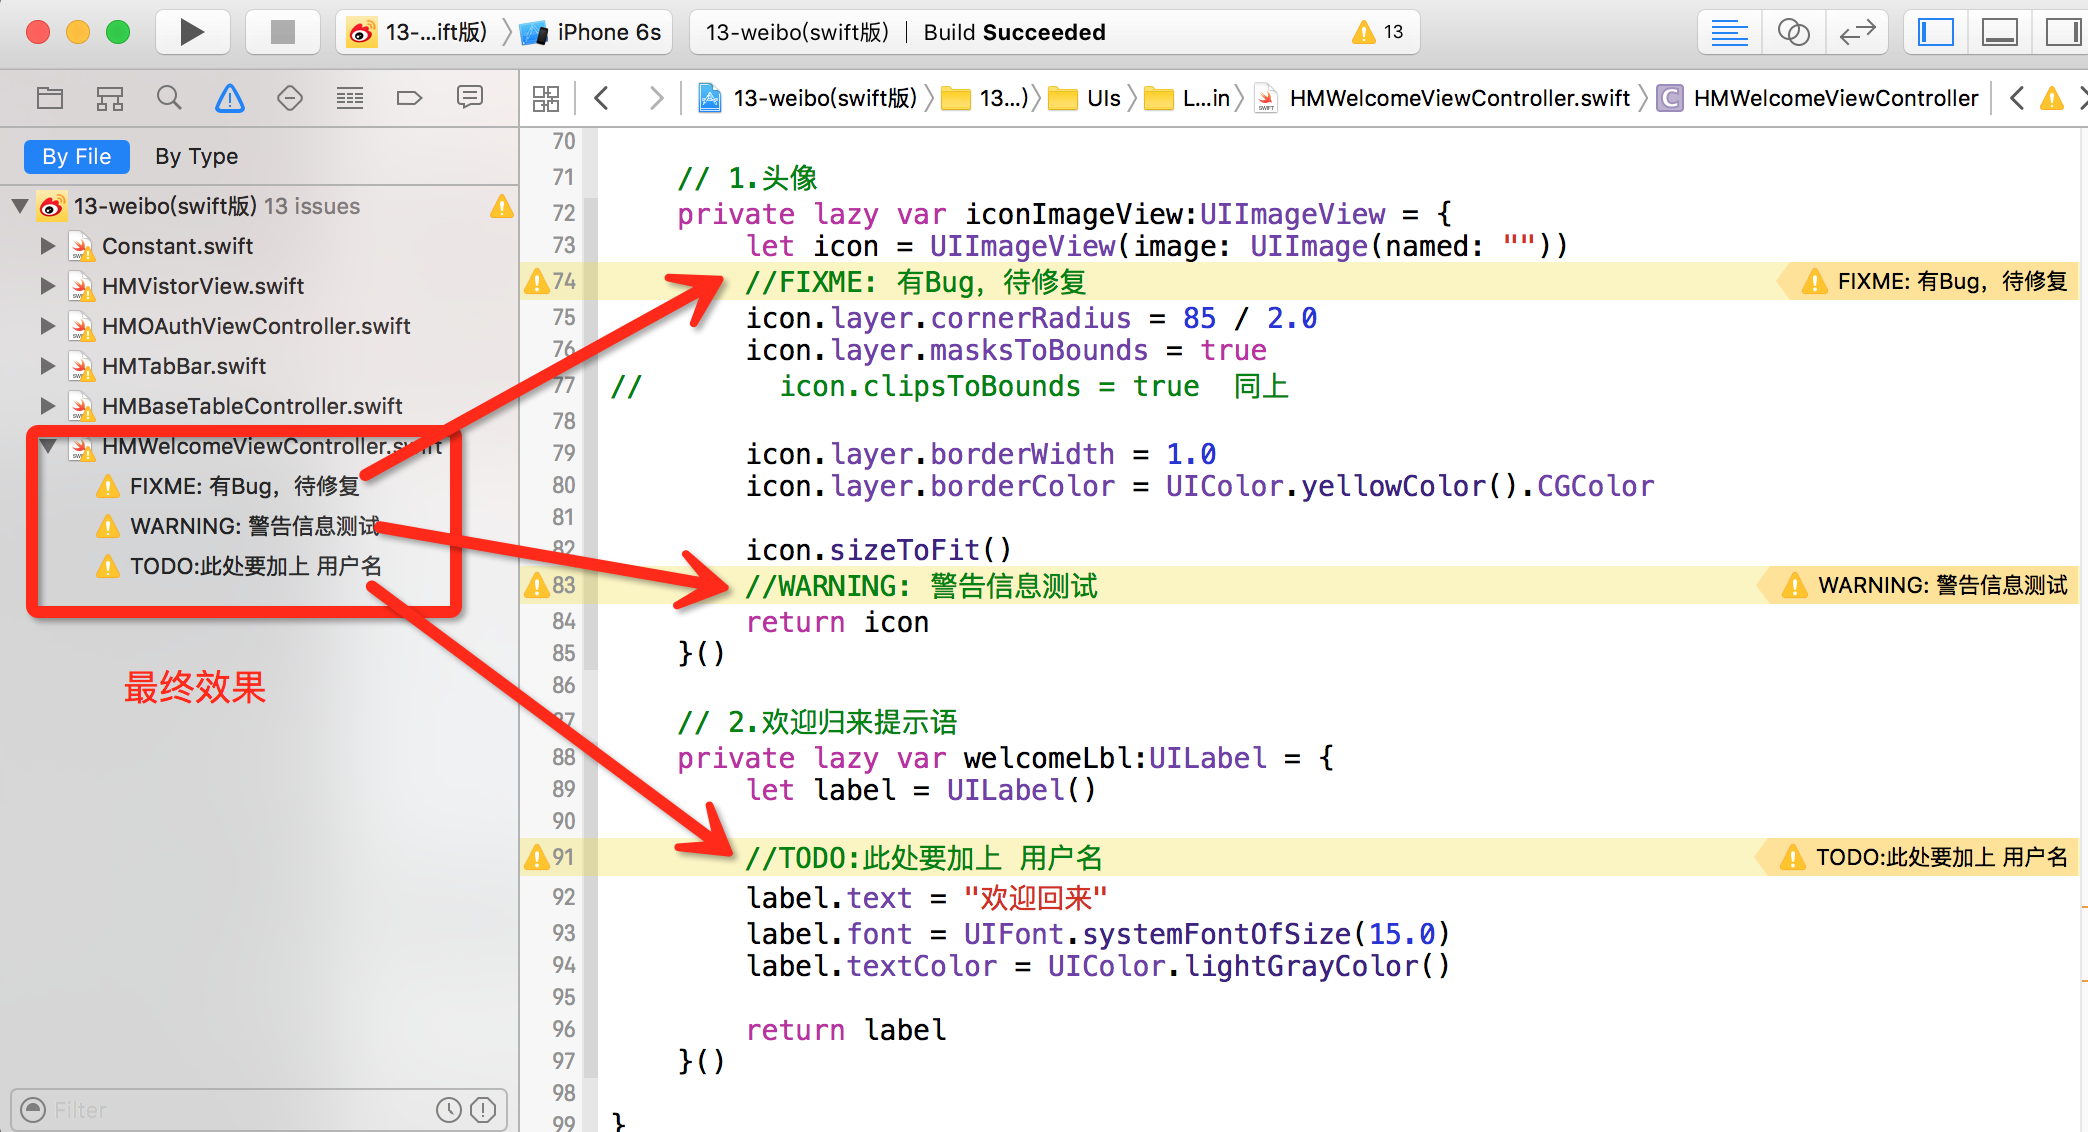 13-...ift版) iPhone 6s
13-weibo(swift版) | Build Succeeded 13
13-weibo(swift版) 13...) UIs L...in HMWelcomeViewController.swift C HMWelcomeViewController
By File By Type
13-weibo(swift版) 13 issues
Constant.swift
HMVistorView.swift
HMOAuthViewController.swift
HMTabBar.swift
HMBaseTableController.swift
HMWelcomeViewController.swift
FIXME: 有Bug，待修复
WARNING: 警告信息测试
TODO:此处要加上 用户名
最终效果
Filter
70
71 // 1.头像
72 private lazy var iconImageView:UIImageView = {
73 let icon = UIImageView(image: UIImage(named: ""))
74 //FIXME: 有Bug，待修复 FIXME: 有Bug，待修复
75 icon.layer.cornerRadius = 85 / 2.0
76 icon.layer.masksToBounds = true
77 // icon.clipsToBounds = true 同上
78
79 icon.layer.borderWidth = 1.0
80 icon.layer.borderColor = UIColor.yellowColor().CGColor
81
82 icon.sizeToFit()
83 //WARNING: 警告信息测试 WARNING: 警告信息测试
84 return icon
85 }()
86
87 // 2.欢迎归来提示语
88 private lazy var welcomeLbl:UILabel = {
89 let label = UILabel()
90
91 //TODO:此处要加上 用户名 TODO:此处要加上 用户名
92 label.text = "欢迎回来"
93 label.font = UIFont.systemFontOfSize(15.0)
94 label.textColor = UIColor.lightGrayColor()
95
96 return label
97 }()
98
99 }